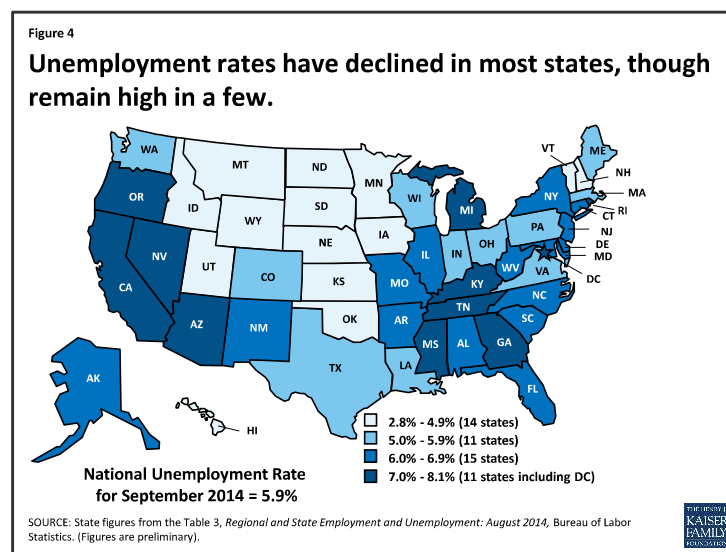 Figure 4
Unemployment rates have declined in most states, though
remain high in a few.
WA
MT
ND
MN
VT
ME
NH
OR
ID
SD
WI
MI
NY
MA
RI
CT
WY
IA
PA
NJ
NE
OH
DE
NV
IL
IN
MD
UT
WV
VA
DC
CO
KS
MO
KY
CA
NC
TN
OK
SC
AZ
NM
AR
MS
AL
GA
TX
LA
AK
FL
HI
2.8% - 4.9% (14 states)
5.0% - 5.9% (11 states)
6.0% - 6.9% (15 states)
7.0% - 8.1% (11 states including DC)
National Unemployment Rate
for September 2014 = 5.9%
SOURCE: State figures from the Table 3, Regional and State Employment and Unemployment: August 2014, Bureau of Labor
Statistics. (Figures are preliminary).
THE HENRY J.
KAISER
FAMILY
FOUNDATION